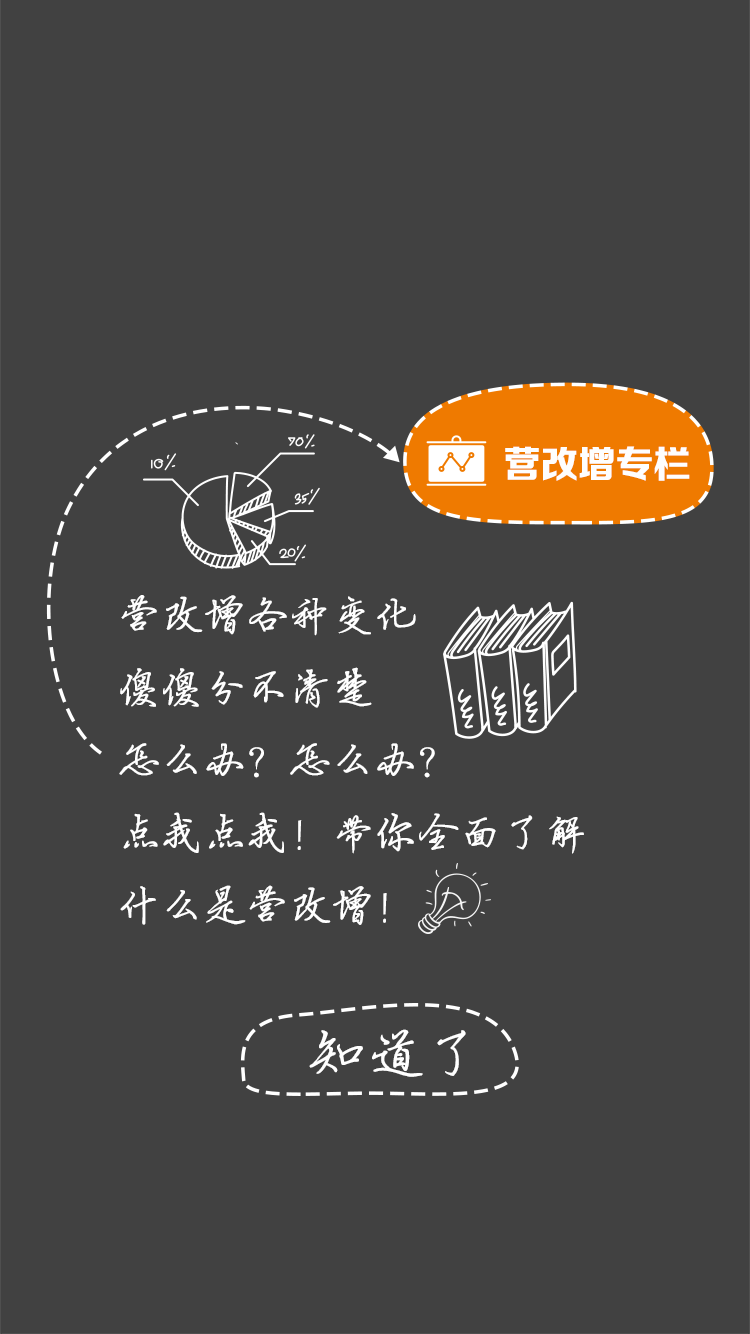 营改增专栏
70%
10%
35%
20%
营改增各种变化
傻傻分不清楚
怎么办？怎么办？
点我点我！带你全面了解
什么是营改增！
知道了